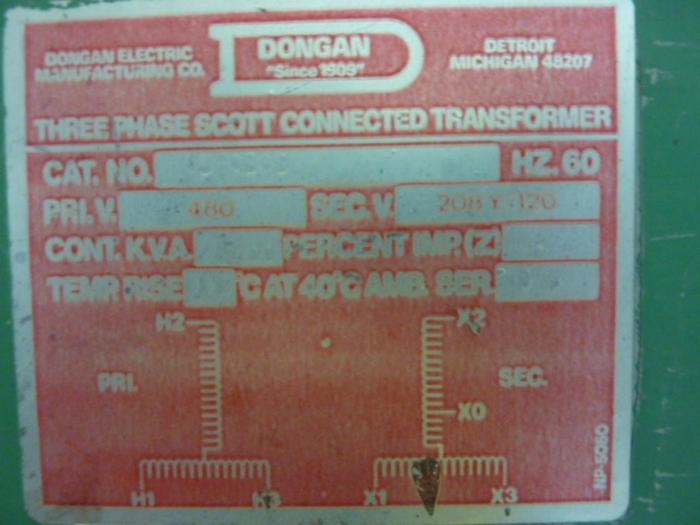 DONGAN ELECTRIC
MANUFACTURING CO.
DONGAN
"Since 1909"
DETROIT
MICHIGAN 48207
THREE PHASE SCOTT CONNECTED TRANSFORMER
CAT. NO. HZ. 60
PRI. V. 480 SEC. V. 208Y/120
CONT. K.V.A. PERCENT IMP. (Z)
TEMP. RISE °C AT 40°C AMB. SER.
H2 X2
PRI. SEC.
X0
H1 H3 X1 X3
NP-5050